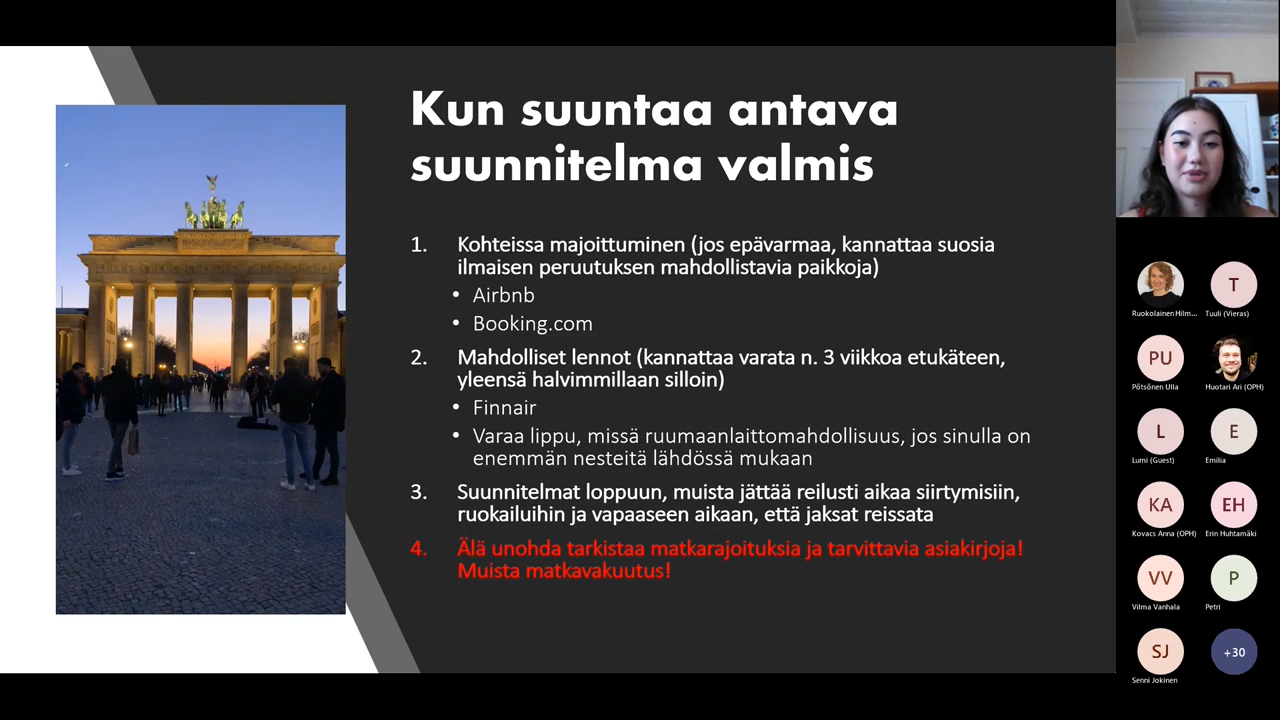 Kun suuntaa antava
suunnitelma valmis
1. Kohteissa majoittuminen (jos epävarmaa, kannattaa suosia
ilmaisen peruutuksen mahdollistavia paikkoja)
• Airbnb
• Booking.com
2. Mahdolliset lennot (kannattaa varata n. 3 viikkoa etukäteen,
yleensä halvimmillaan silloin)
• Finnair
• Varaa lippu, missä ruumaanlaittomahdollisuus, jos sinulla on
enemmän nesteitä lähdössä mukaan
3. Suunnitelmat loppuun, muista jättää reilusti aikaa siirtymisiin,
ruokailuihin ja vapaaseen aikaan, että jaksat reissata
4. Älä unohda tarkistaa matkarajoituksia ja tarvittavia asiakirjoja!
Muista matkavakuutus!
Ruokolainen Hilm...
T
Tuuli (Vieras)
PU
Pötsönen Ulla
Huotari Ari (OPH)
L
Lumi (Guest)
E
Emilia
KA
Kovacs Anna (OPH)
EH
Erin Huhtamäki
VV
Vilma Vanhala
P
Petri
SJ
Senni Jokinen
+30